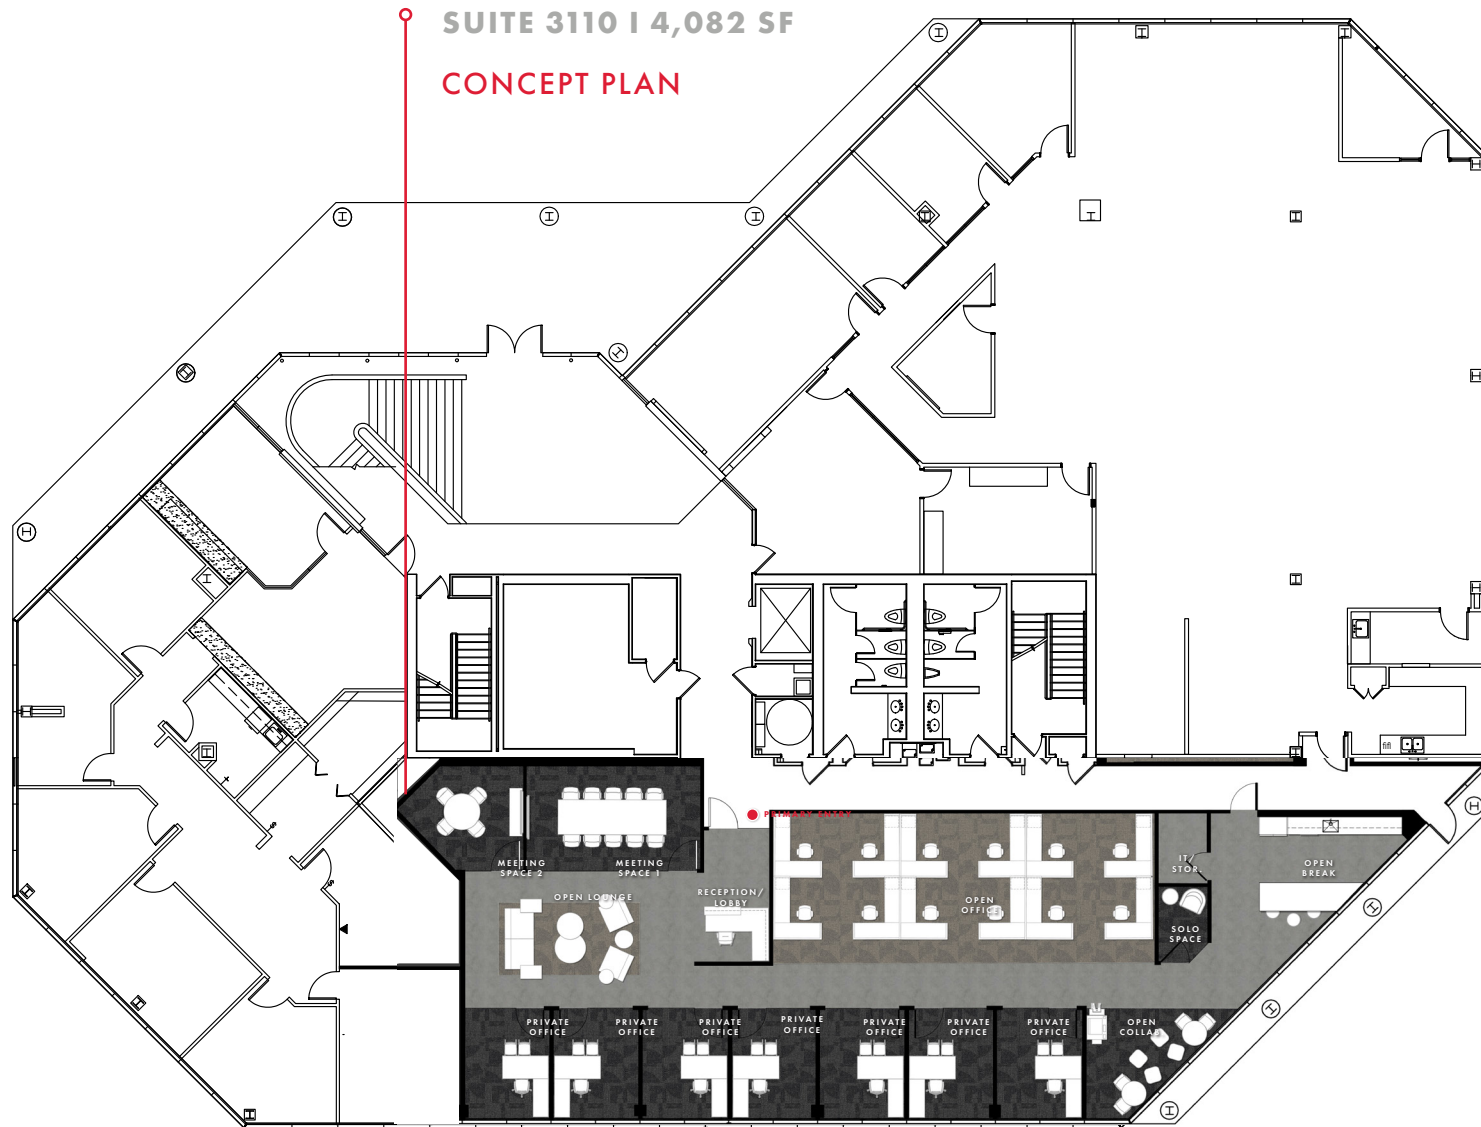 SUITE 3110 I 4,082 SF
CONCEPT PLAN
PRIMARY ENTRY
MEETING
SPACE 2
MEETING
SPACE 1
OPEN LOUNGE
RECEPTION/
LOBBY
OPEN
OFFICE
IT/
STOR.
SOLO
SPACE
OPEN
BREAK
PRIVATE
OFFICE
PRIVATE
OFFICE
PRIVATE
OFFICE
PRIVATE
OFFICE
PRIVATE
OFFICE
PRIVATE
OFFICE
PRIVATE
OFFICE
OPEN
COLLAB